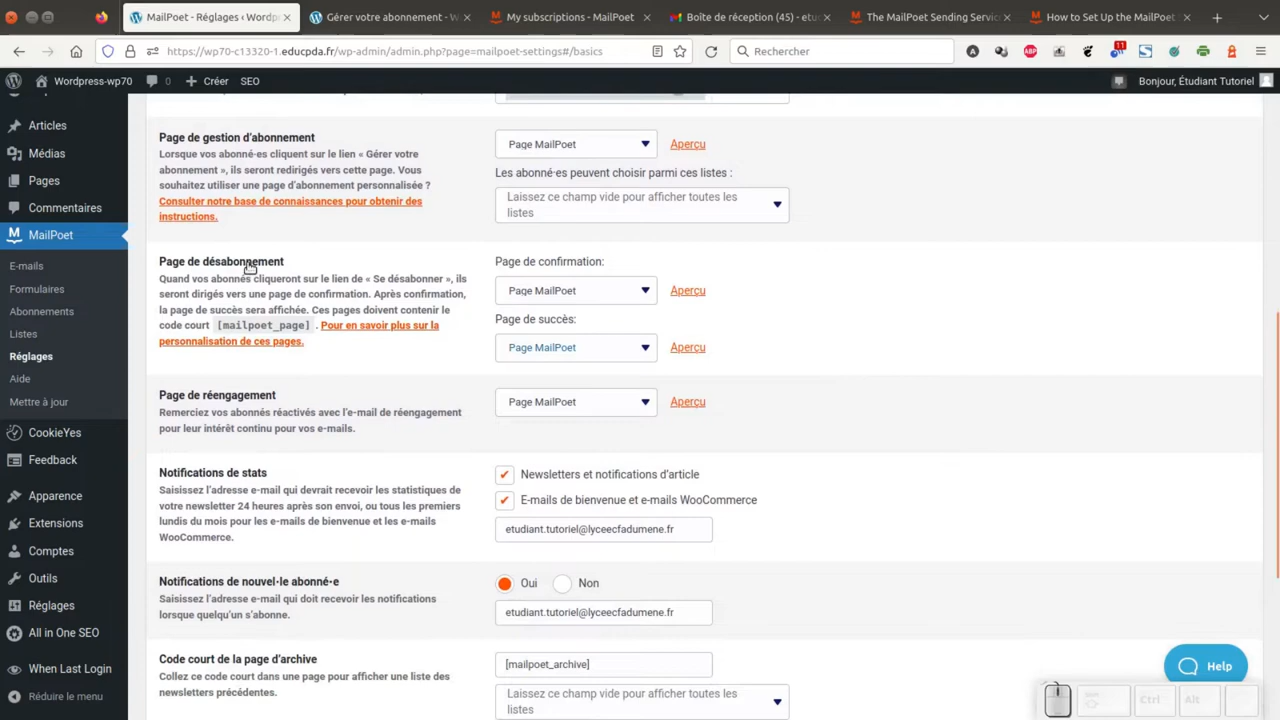 MailPoet - Réglages ‹ Wordp
Gérer votre abonnement - W
My subscriptions - MailPoet
Boîte de réception (45) - etu
The MailPoet Sending Servic
How to Set Up the MailPoet
https://wp70-c13320-1.educpda.fr/wp-admin/admin.php?page=mailpoet-settings#/basics
Rechercher
ABP
11
Wordpress-wp70
0
Créer
SEO
Bonjour, Étudiant Tutoriel
Articles
Médias
Pages
Commentaires
MailPoet
E-mails
Formulaires
Abonnements
Listes
Réglages
Aide
Mettre à jour
CookieYes
Feedback
Apparence
Extensions
Comptes
Outils
Réglages
All in One SEO
When Last Login
Réduire le menu
Page de gestion d’abonnement
Lorsque vos abonné·es cliquent sur le lien « Gérer votre
abonnement », ils seront redirigés vers cette page. Vous
souhaitez utiliser une page d’abonnement personnalisée ?
Consulter notre base de connaissances pour obtenir des
instructions.
Page MailPoet
Aperçu
Les abonné·es peuvent choisir parmi ces listes :
Laissez ce champ vide pour afficher toutes les
listes
Page de désabonnement
Quand vos abonnés cliqueront sur le lien de « Se désabonner », ils
seront dirigés vers une page de confirmation. Après confirmation,
la page de succès sera affichée. Ces pages doivent contenir le
code court [mailpoet_page] . Pour en savoir plus sur la
personnalisation de ces pages.
Page de confirmation:
Page MailPoet
Aperçu
Page de succès:
Page MailPoet
Aperçu
Page de réengagement
Remerciez vos abonnés réactivés avec l’e-mail de réengagement
pour leur intérêt continu pour vos e-mails.
Page MailPoet
Aperçu
Notifications de stats
Saisissez l’adresse e-mail qui devrait recevoir les statistiques de
votre newsletter 24 heures après son envoi, ou tous les premiers
lundis du mois pour les e-mails de bienvenue et les e-mails
WooCommerce.
Newsletters et notifications d’article
E-mails de bienvenue et e-mails WooCommerce
etudiant.tutoriel@lyceecfadumene.fr
Notifications de nouvel·le abonné·e
Saisissez l’adresse e-mail qui doit recevoir les notifications
lorsque quelqu’un s’abonne.
Oui
Non
etudiant.tutoriel@lyceecfadumene.fr
Code court de la page d’archive
Collez ce code court dans une page pour afficher une liste des
newsletters précédentes.
[mailpoet_archive]
Laissez ce champ vide pour afficher toutes les
listes
Help
Ctrl
Alt